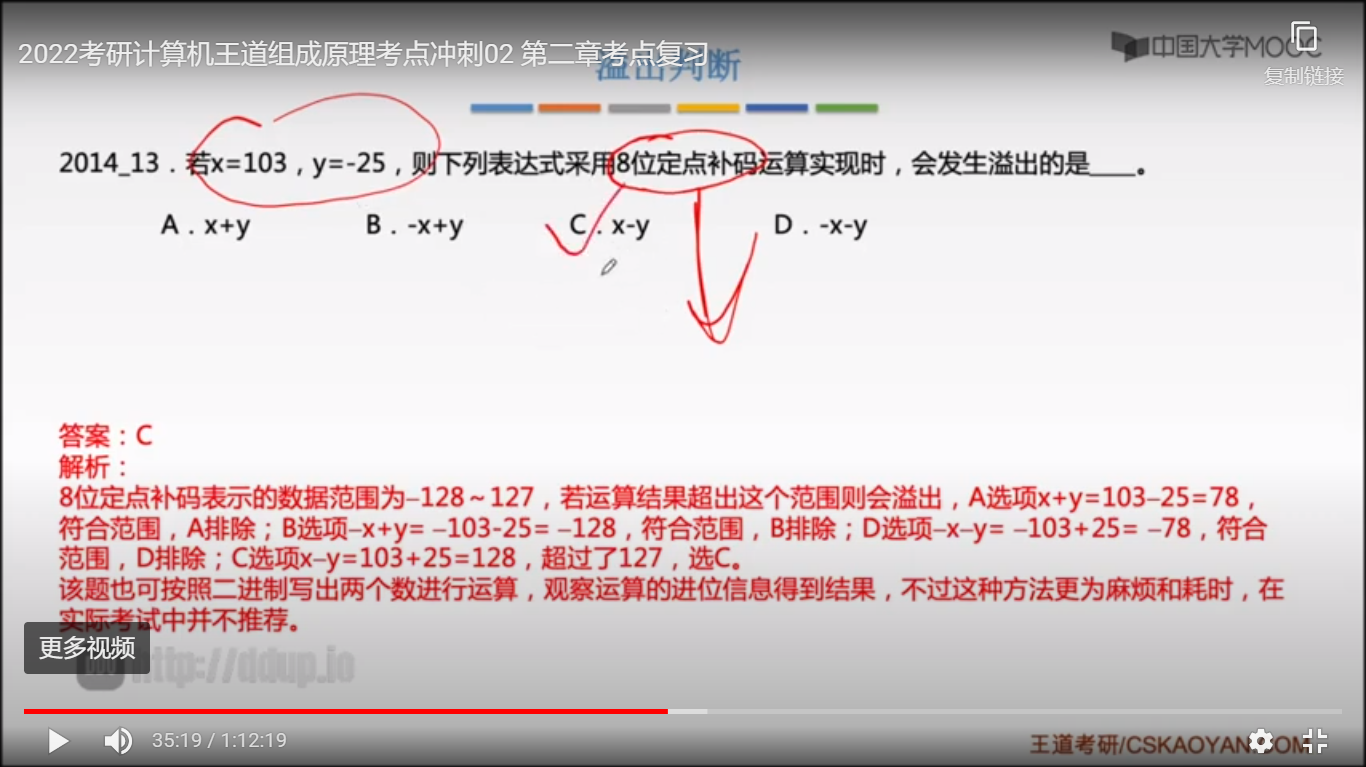 2022考研计算机王道组成原理考点冲刺02 第二章考点复习
溢出判断
中国大学MOOC
复制链接
2014_13．若x=103，y=-25，则下列表达式采用8位定点补码运算实现时，会发生溢出的是____。
A．x+y B．-x+y C．x-y D．-x-y
答案：C
解析：
8位定点补码表示的数据范围为–128～127，若运算结果超出这个范围则会溢出，A选项x+y=103–25=78，
符合范围，A排除；B选项–x+y= –103-25= –128，符合范围，B排除；D选项–x–y= –103+25= –78，符合
范围，D排除；C选项x–y=103+25=128，超过了127，选C。
该题也可按照二进制写出两个数进行运算，观察运算的进位信息得到结果，不过这种方法更为麻烦和耗时，在
实际考试中并不推荐。
更多视频
http://ddup.io
35:19 / 1:12:19
王道考研/CSKAOYAN.COM